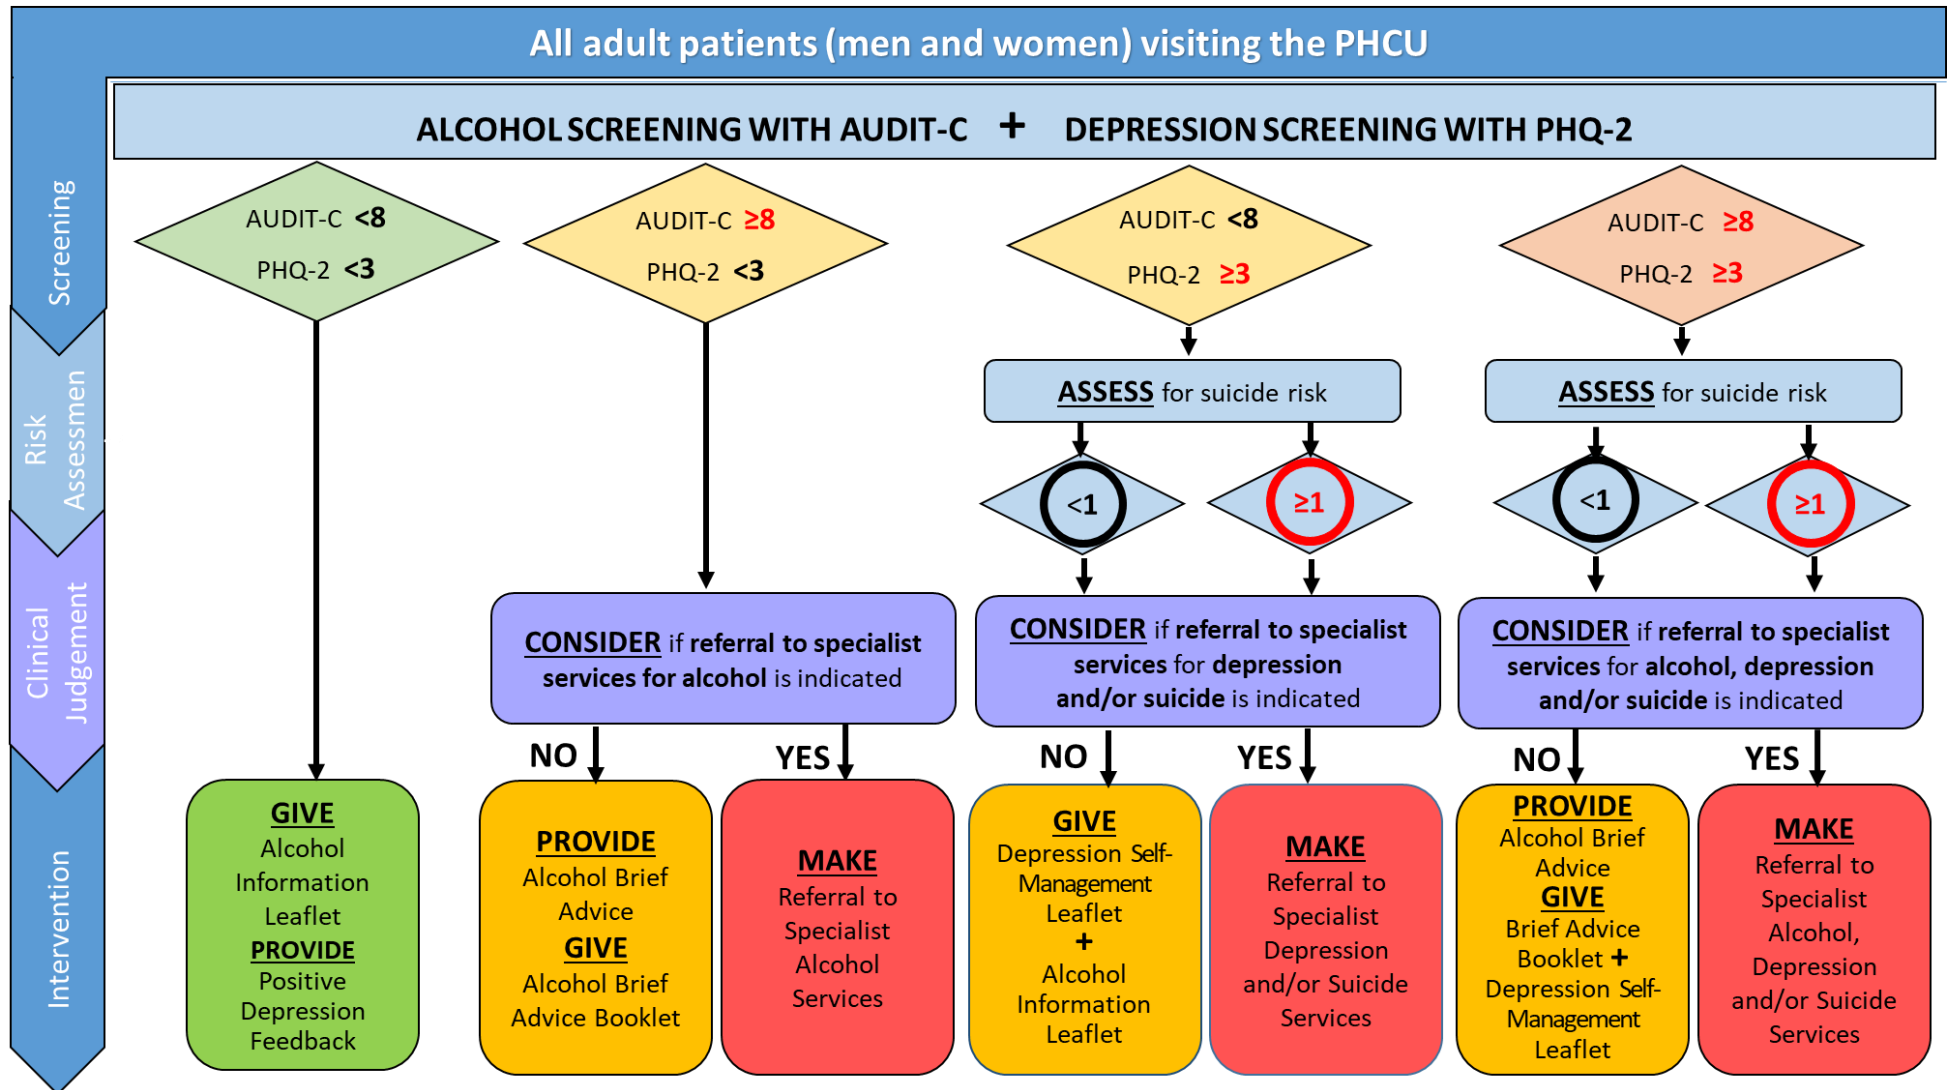 All adult patients (men and women) visiting the PHCU
ALCOHOL SCREENING WITH AUDIT-C + DEPRESSION SCREENING WITH PHQ-2
Screening
AUDIT-C <8
PHQ-2 <3
AUDIT-C ≥8
PHQ-2 <3
AUDIT-C <8
PHQ-2 ≥3
AUDIT-C ≥8
PHQ-2 ≥3
Risk
Assessmen
ASSESS for suicide risk
<1
≥1
ASSESS for suicide risk
<1
≥1
Clinical
Judgement
CONSIDER if referral to specialist
services for alcohol is indicated
CONSIDER if referral to specialist
services for depression
and/or suicide is indicated
CONSIDER if referral to specialist
services for alcohol, depression
and/or suicide is indicated
NO
YES
NO
YES
NO
YES
Intervention
GIVE
Alcohol
Information
Leaflet
PROVIDE
Positive
Depression
Feedback
PROVIDE
Alcohol Brief
Advice
GIVE
Alcohol Brief
Advice Booklet
MAKE
Referral to
Specialist
Alcohol
Services
GIVE
Depression Self-
Management
Leaflet
+
Alcohol
Information
Leaflet
MAKE
Referral to
Specialist
Depression
and/or Suicide
Services
PROVIDE
Alcohol Brief
Advice
GIVE
Brief Advice
Booklet +
Depression Self-
Management
Leaflet
MAKE
Referral to
Specialist
Alcohol,
Depression
and/or Suicide
Services